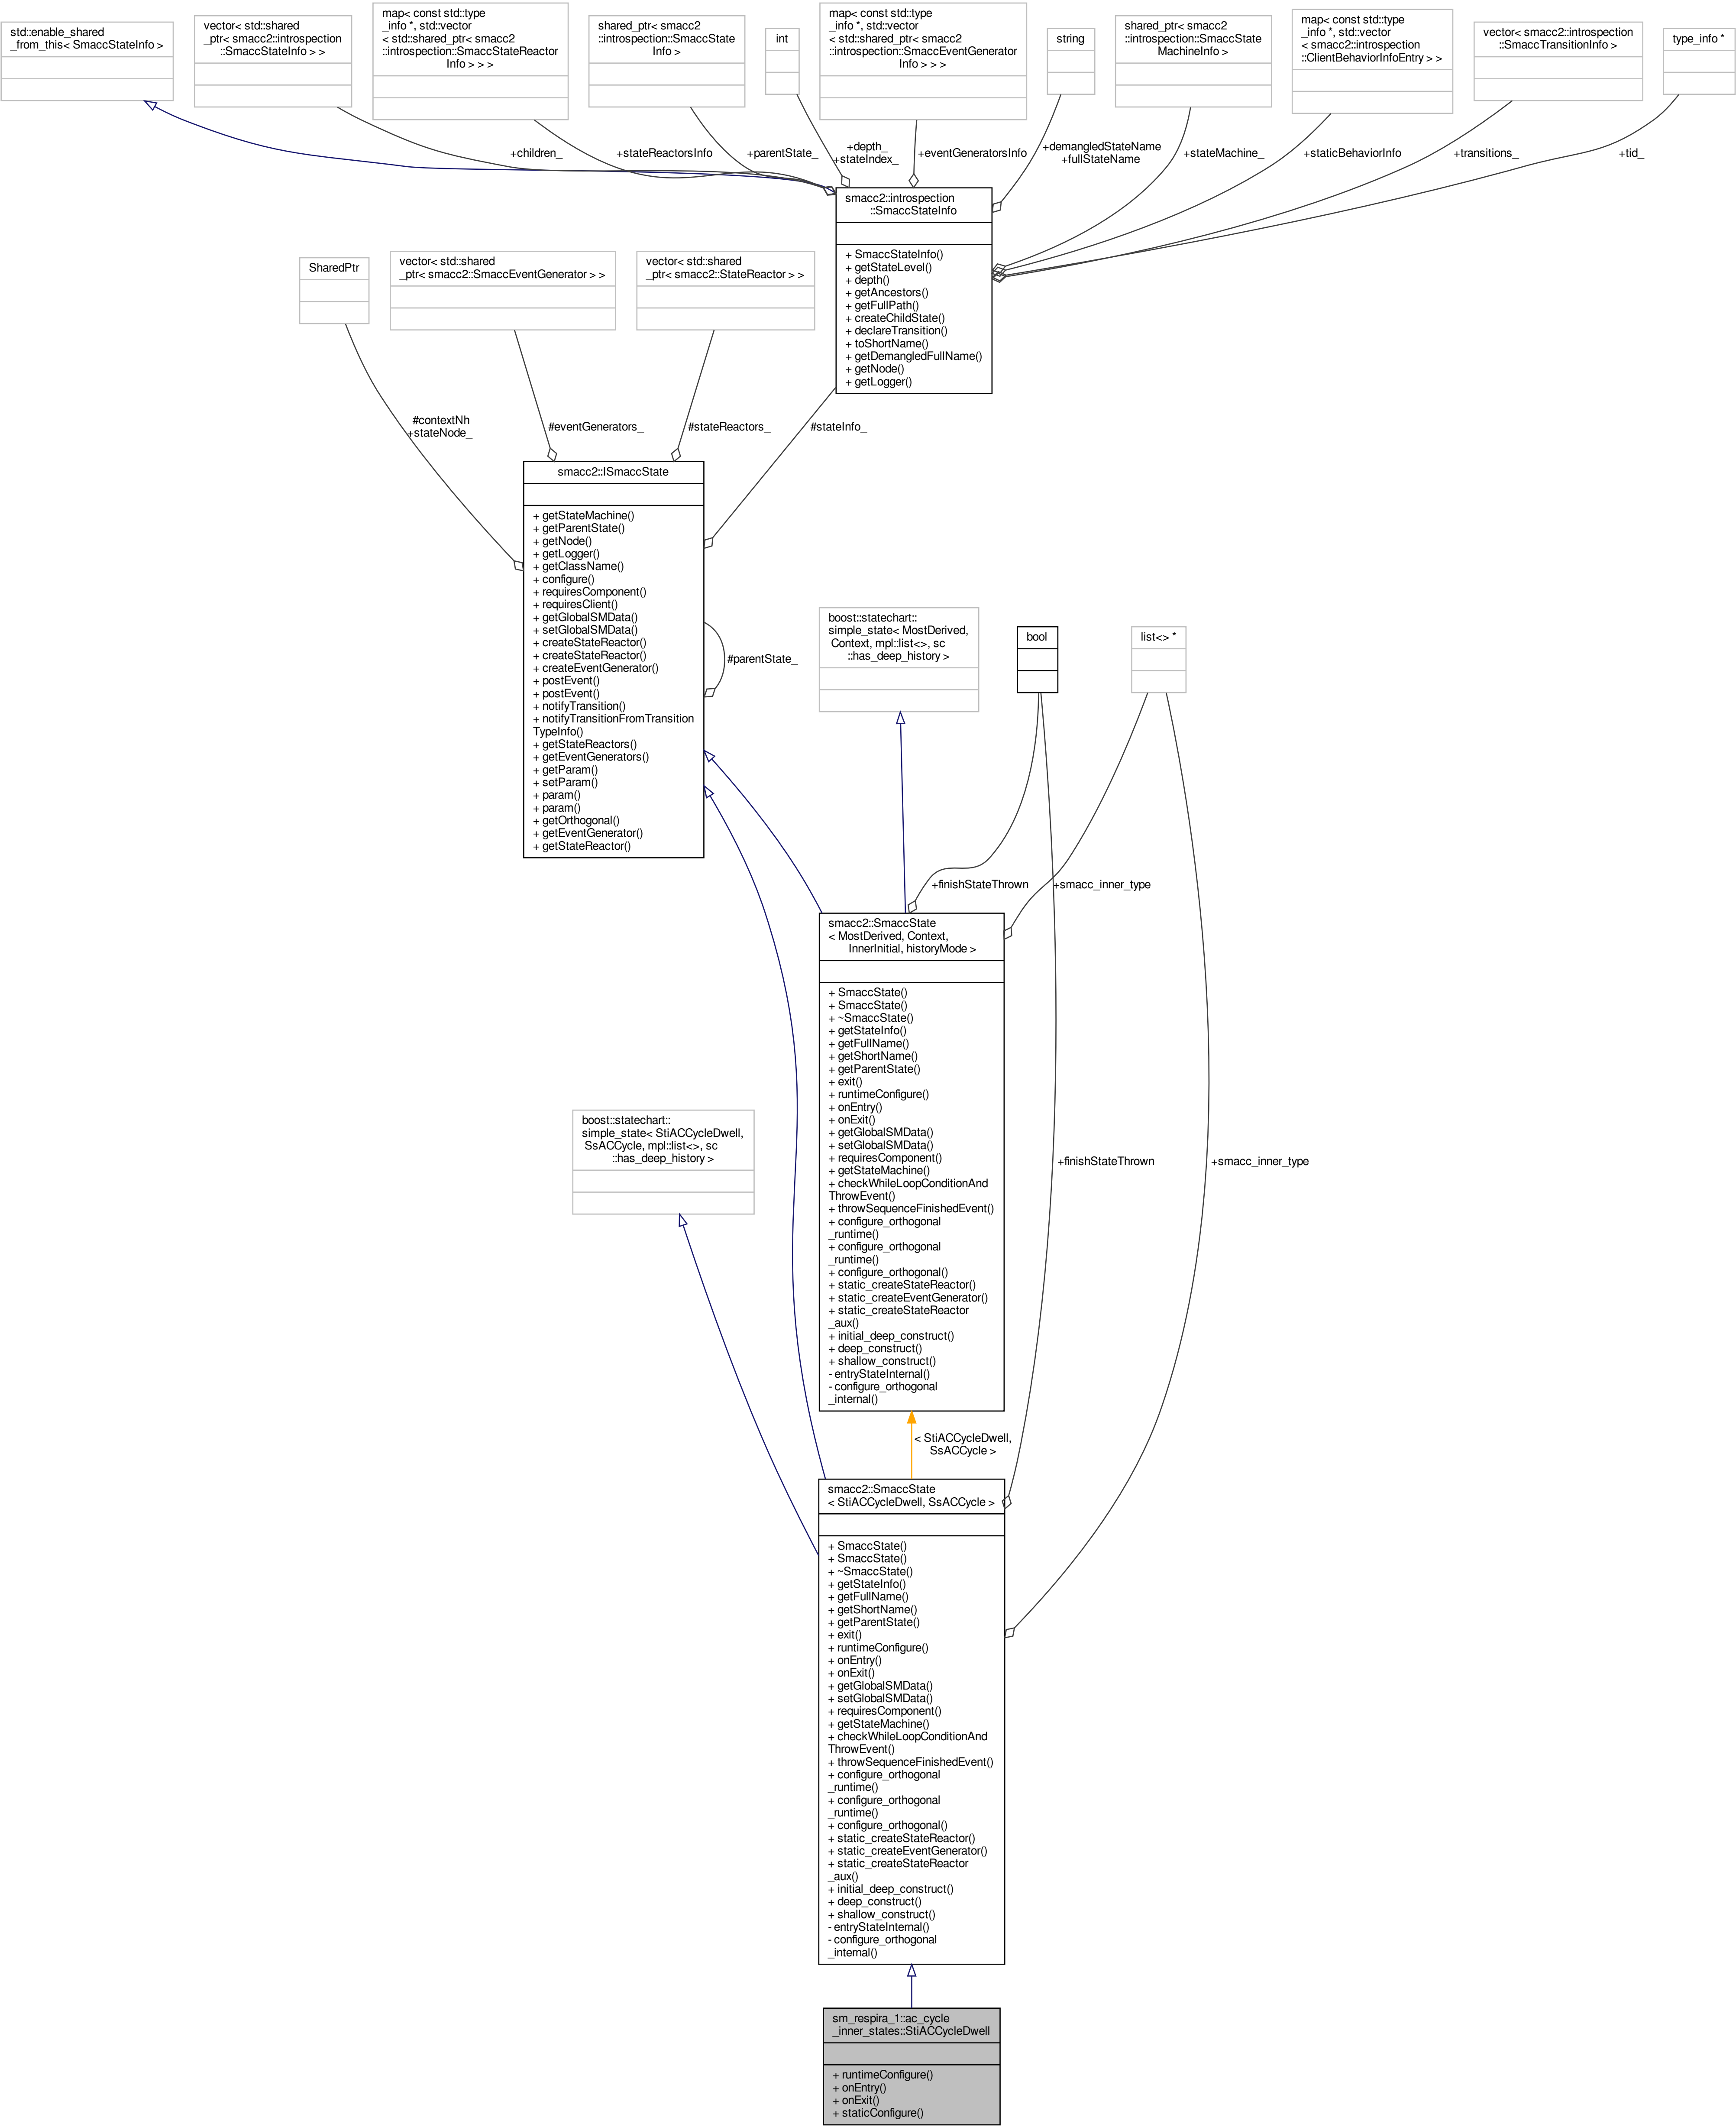 std::enable_shared
_from_this< SmaccStateInfo >
vector< std::shared
_ptr< smacc2::introspection
::SmaccStateInfo > >
map< const std::type
_info *, std::vector
< std::shared_ptr< smacc2
::introspection::SmaccStateReactor
Info > > >
shared_ptr< smacc2
::introspection::SmaccState
Info >
int
map< const std::type
_info *, std::vector
< std::shared_ptr< smacc2
::introspection::SmaccEventGenerator
Info > > >
string
shared_ptr< smacc2
::introspection::SmaccState
MachineInfo >
map< const std::type
_info *, std::vector
< smacc2::introspection
::ClientBehaviorInfoEntry > >
vector< smacc2::introspection
::SmaccTransitionInfo >
type_info *
+children_
+stateReactorsInfo
+parentState_
+depth_
+stateIndex_
+eventGeneratorsInfo
+demangledStateName
+fullStateName
+stateMachine_
+staticBehaviorInfo
+transitions_
+tid_
smacc2::introspection
::SmaccStateInfo
+ SmaccStateInfo()
+ getStateLevel()
+ depth()
+ getAncestors()
+ getFullPath()
+ createChildState()
+ declareTransition()
+ toShortName()
+ getDemangledFullName()
+ getNode()
+ getLogger()
SharedPtr
vector< std::shared
_ptr< smacc2::SmaccEventGenerator > >
vector< std::shared
_ptr< smacc2::StateReactor > >
#contextNh
+stateNode_
#eventGenerators_
#stateReactors_
#stateInfo_
smacc2::ISmaccState
+ getStateMachine()
+ getParentState()
+ getNode()
+ getLogger()
+ getClassName()
+ configure()
+ requiresComponent()
+ requiresClient()
+ getGlobalSMData()
+ setGlobalSMData()
+ createStateReactor()
+ createStateReactor()
+ createEventGenerator()
+ postEvent()
+ postEvent()
+ notifyTransition()
+ notifyTransitionFromTransition
TypeInfo()
+ getStateReactors()
+ getEventGenerators()
+ getParam()
+ setParam()
+ param()
+ param()
+ getOrthogonal()
+ getEventGenerator()
+ getStateReactor()
#parentState_
boost::statechart::
simple_state< MostDerived,
Context, mpl::list<>, sc
::has_deep_history >
bool
list<> *
+finishStateThrown
+smacc_inner_type
smacc2::SmaccState
< MostDerived, Context,
InnerInitial, historyMode >
+ SmaccState()
+ SmaccState()
+ ~SmaccState()
+ getStateInfo()
+ getFullName()
+ getShortName()
+ getParentState()
+ exit()
+ runtimeConfigure()
+ onEntry()
+ onExit()
+ getGlobalSMData()
+ setGlobalSMData()
+ requiresComponent()
+ getStateMachine()
+ checkWhileLoopConditionAnd
ThrowEvent()
+ throwSequenceFinishedEvent()
+ configure_orthogonal
_runtime()
+ configure_orthogonal
_runtime()
+ configure_orthogonal()
+ static_createStateReactor()
+ static_createEventGenerator()
+ static_createStateReactor
_aux()
+ initial_deep_construct()
+ deep_construct()
+ shallow_construct()
- entryStateInternal()
- configure_orthogonal
_internal()
boost::statechart::
simple_state< StiACCycleDwell,
SsACCycle, mpl::list<>, sc
::has_deep_history >
+finishStateThrown
+smacc_inner_type
< StiACCycleDwell,
SsACCycle >
smacc2::SmaccState
< StiACCycleDwell, SsACCycle >
+ SmaccState()
+ SmaccState()
+ ~SmaccState()
+ getStateInfo()
+ getFullName()
+ getShortName()
+ getParentState()
+ exit()
+ runtimeConfigure()
+ onEntry()
+ onExit()
+ getGlobalSMData()
+ setGlobalSMData()
+ requiresComponent()
+ getStateMachine()
+ checkWhileLoopConditionAnd
ThrowEvent()
+ throwSequenceFinishedEvent()
+ configure_orthogonal
_runtime()
+ configure_orthogonal
_runtime()
+ configure_orthogonal()
+ static_createStateReactor()
+ static_createEventGenerator()
+ static_createStateReactor
_aux()
+ initial_deep_construct()
+ deep_construct()
+ shallow_construct()
- entryStateInternal()
- configure_orthogonal
_internal()
sm_respira_1::ac_cycle
_inner_states::StiACCycleDwell
+ runtimeConfigure()
+ onEntry()
+ onExit()
+ staticConfigure()